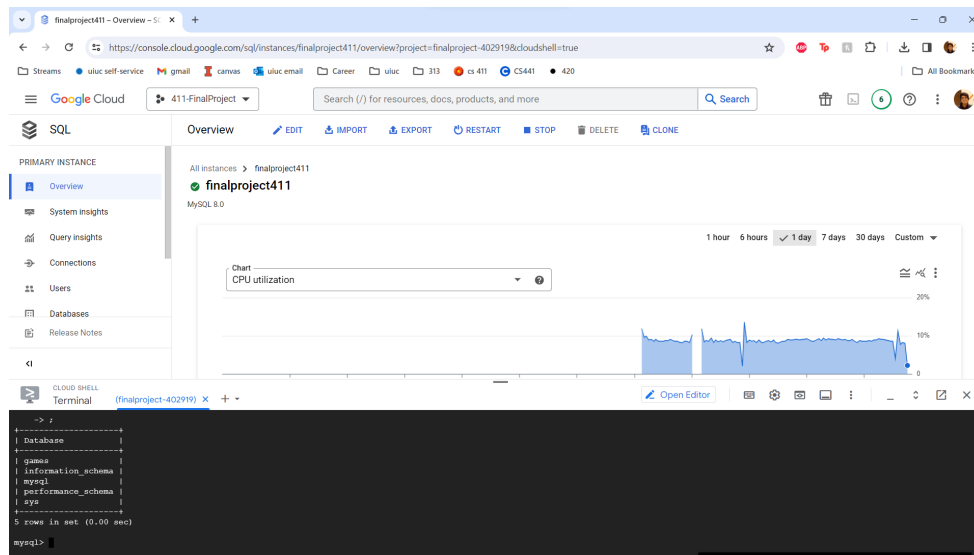 finalproject411 – Overview – SC
https://console.cloud.google.com/sql/instances/finalproject411/overview?project=finalproject-402919&cloudshell=true
ABP Tp
Streams uiuc self-service gmail canvas uiuc email Career uiuc 313 cs 411 CS441 420 All Bookmark
Google Cloud 411-FinalProject Search (/) for resources, docs, products, and more Search 6
SQL Overview EDIT IMPORT EXPORT RESTART STOP DELETE CLONE
PRIMARY INSTANCE
Overview
System insights
Query insights
Connections
Users
Databases
Release Notes
All instances > finalproject411
finalproject411
MySQL 8.0
1 hour 6 hours 1 day 7 days 30 days Custom
Chart
CPU utilization
20%
10%
0
CLOUD SHELL
Terminal (finalproject-402919) Open Editor
-> ;
+--------------------+
| Database |
+--------------------+
| games |
| information_schema |
| mysql |
| performance_schema |
| sys |
+--------------------+
5 rows in set (0.00 sec)
mysql>